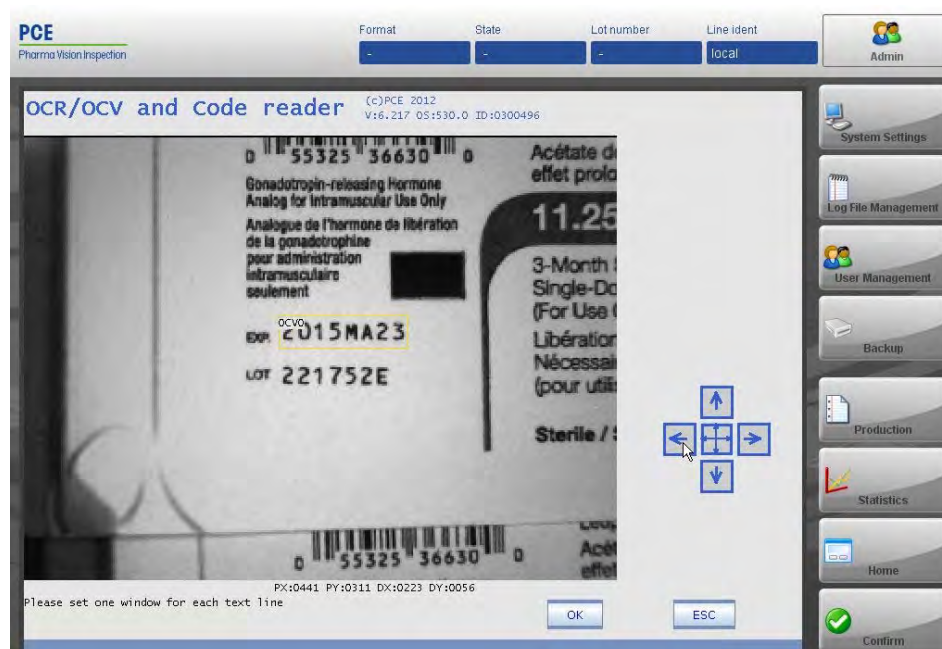 PCE
Pharma Vision Inspection
Format
State
Lot number
Line ident
-
-
-
local
Admin
OCR/OCV and Code reader
(c)PCE 2012
V:6.217 OS:530.0 ID:0300496
0 55325 36630 0
Gonadotropin-releasing Hormone
Analog for Intramuscular Use Only
Analogue de l'hormone de libération
de la gonadotrophine
pour administration
intramusculaire
seulement
Acétate d
effet prolo
11.25
3-Month
Single-Do
(For Use
Libération
Nécessai
(pour utili
Sterile /
OCV0
EXP. 2015MA23
LOT 221752E
0 55325 36630 0
Acét
effet
PX:0441 PY:0311 DX:0223 DY:0056
Please set one window for each text line
OK
ESC
System Settings
Log File Management
User Management
Backup
Production
Statistics
Home
Confirm